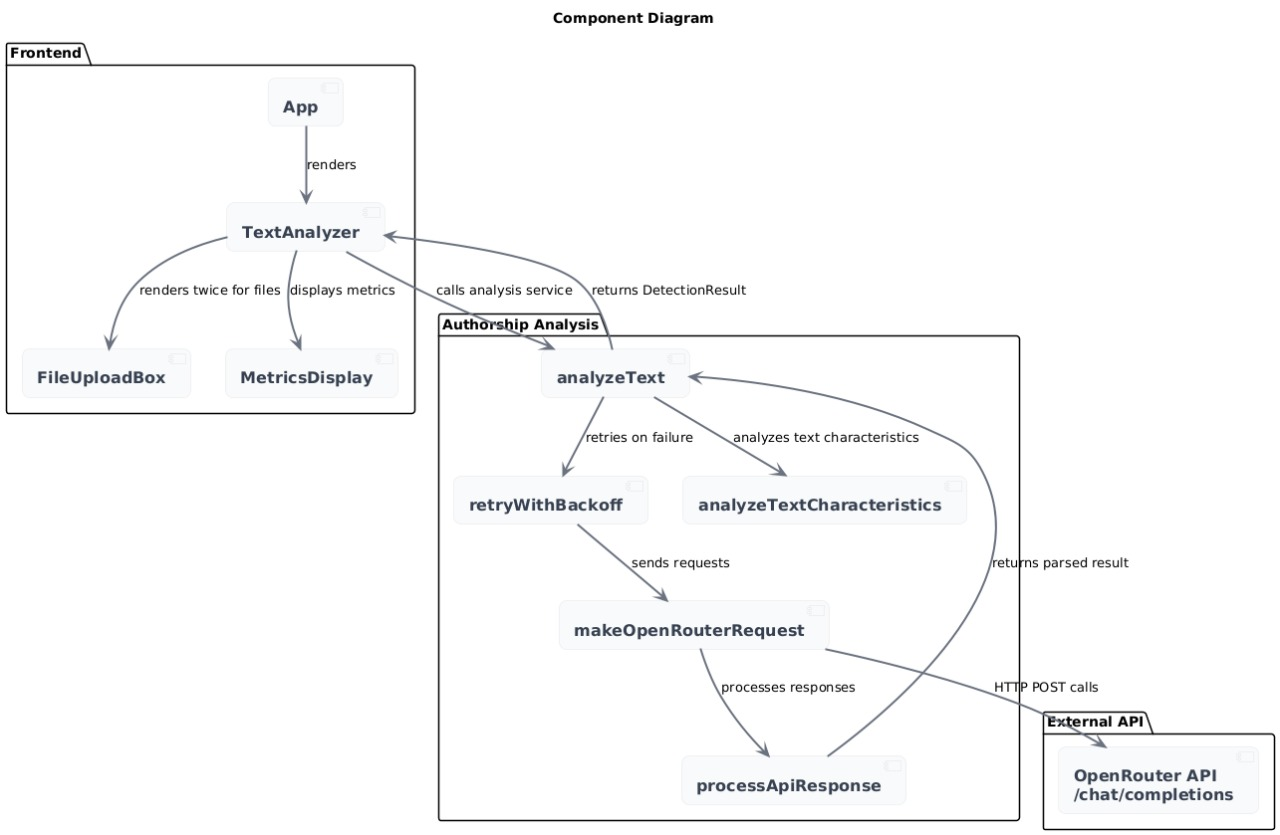 Component Diagram
Frontend
App
renders
TextAnalyzer
renders twice for files
displays metrics
calls analysis service
returns DetectionResult
FileUploadBox
MetricsDisplay
Authorship Analysis
analyzeText
retries on failure
analyzes text characteristics
retryWithBackoff
analyzeTextCharacteristics
sends requests
returns parsed result
makeOpenRouterRequest
processes responses
HTTP POST calls
processApiResponse
External API
OpenRouter API
/chat/completions